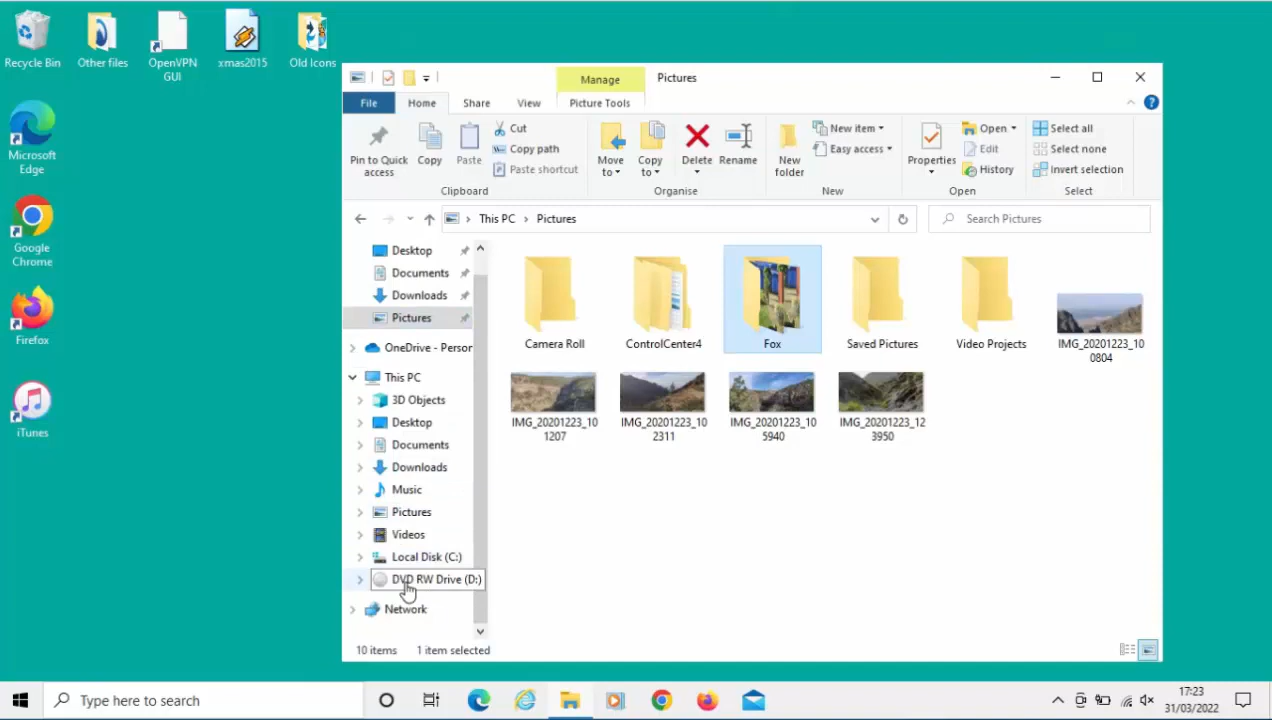 Recycle Bin
Other files
OpenVPN
GUI
xmas2015
Old Icons
Microsoft
Edge
Google
Chrome
Firefox
iTunes
Manage
Pictures
File
Home
Share
View
Picture Tools
Pin to Quick
access
Copy
Paste
Cut
Copy path
Paste shortcut
Clipboard
Move
to
Copy
to
Delete
Rename
Organise
New
folder
New item
Easy access
New
Properties
Open
Edit
History
Open
Select all
Select none
Invert selection
Select
This PC > Pictures
Search Pictures
Desktop
Documents
Downloads
Pictures
OneDrive - Person
This PC
3D Objects
Desktop
Documents
Downloads
Music
Pictures
Videos
Local Disk (C:)
DVD RW Drive (D:)
Network
Camera Roll
ControlCenter4
Fox
Saved Pictures
Video Projects
IMG_20201223_10
0804
IMG_20201223_10
1207
IMG_20201223_10
2311
IMG_20201223_10
5940
IMG_20201223_12
3950
10 items
1 item selected
Type here to search
17:23
31/03/2022